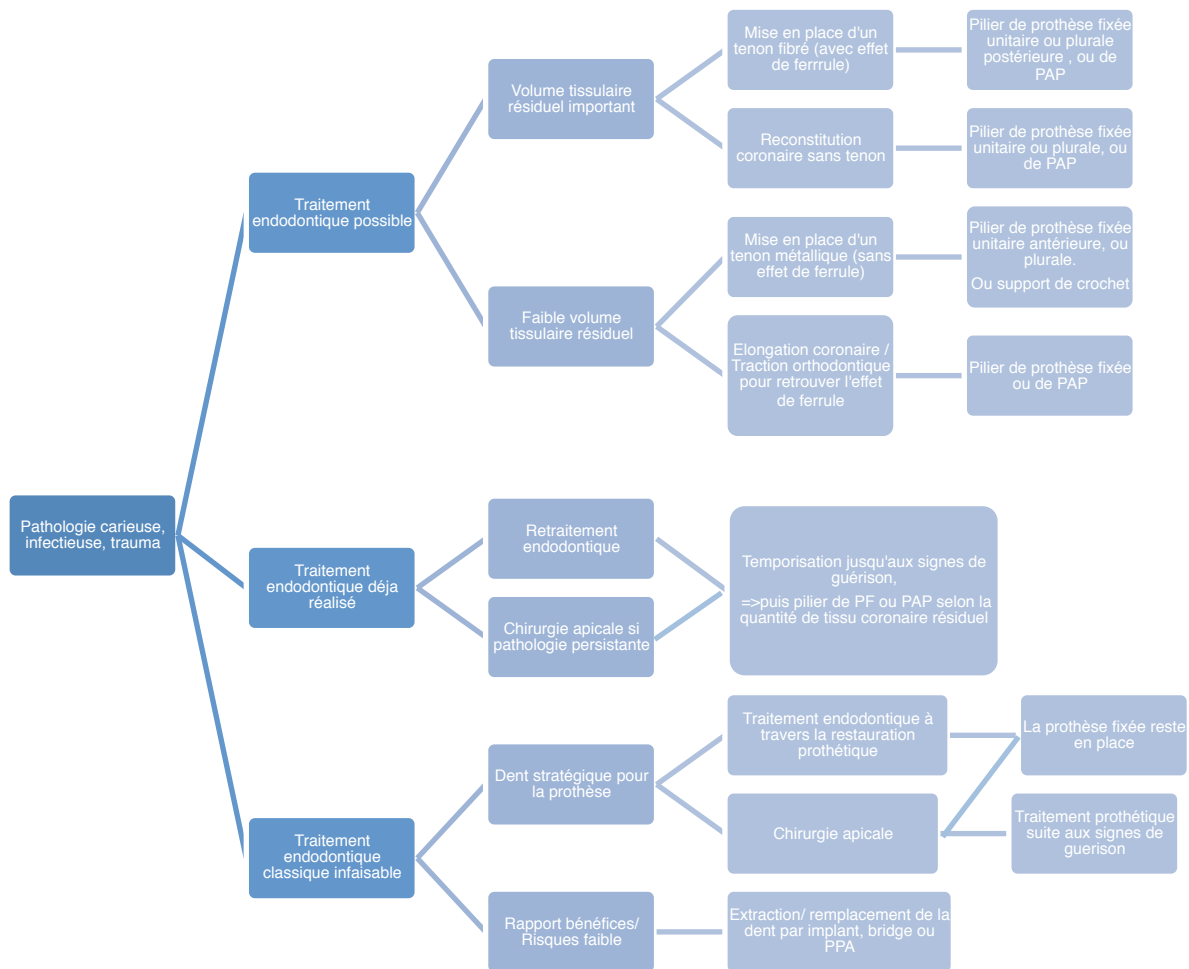 Pathologie carieuse,
infectieuse, trauma
Traitement
endodontique possible
Volume tissulaire
résiduel important
Mise en place d'un
tenon fibré (avec effet
de ferrrule)
Pilier de prothèse fixée
unitaire ou plurale
postérieure , ou de
PAP
Reconstitution
coronaire sans tenon
Pilier de prothèse fixée
unitaire ou plurale, ou
de PAP
Faible volume
tissulaire résiduel
Mise en place d'un
tenon métallique (sans
effet de ferrule)
Pilier de prothèse fixée
unitaire antérieure, ou
plurale.
Ou support de crochet
Elongation coronaire /
Traction orthodontique
pour retrouver l'effet
de ferrule
Pilier de prothèse fixée
ou de PAP
Traitement
endodontique déja
réalisé
Retraitement
endodontique
Chirurgie apicale si
pathologie persistante
Temporisation jusqu'aux signes de
guérison,
=>puis pilier de PF ou PAP selon la
quantité de tissu coronaire résiduel
Traitement
endodontique
classique infaisable
Dent stratégique pour
la prothèse
Traitement endodontique à
travers la restauration
prothétique
La prothèse fixée reste
en place
Chirurgie apicale
Traitement prothétique
suite aux signes de
guerison
Rapport bénéfices/
Risques faible
Extraction/ remplacement de la
dent par implant, bridge ou
PPA